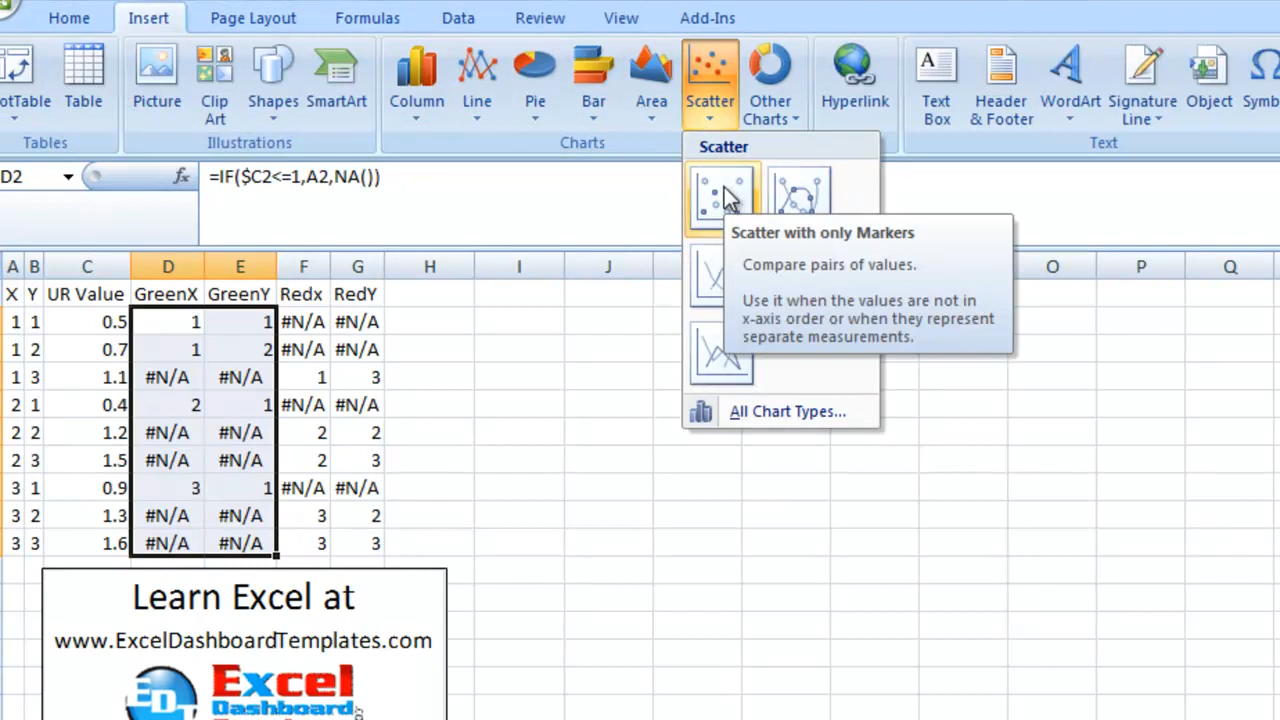 Home Insert Page Layout Formulas Data Review View Add-Ins
Table Picture Clip Art Shapes SmartArt Column Line Pie Bar Area Scatter Other Charts Hyperlink Text Box Header & Footer WordArt Signature Line Object
Tables Illustrations Charts Text
Scatter
D2 fx =IF($C2<=1,A2,NA())
Scatter with only Markers
Compare pairs of values.
Use it when the values are not in
x-axis order or when they represent
separate measurements.
All Chart Types...
A B C D E F G H I J O P Q
X Y UR Value GreenX GreenY Redx RedY
1 1 0.5 1 1 #N/A #N/A
1 2 0.7 1 2 #N/A #N/A
1 3 1.1 #N/A #N/A 1 3
2 1 0.4 2 1 #N/A #N/A
2 2 1.2 #N/A #N/A 2 2
2 3 1.5 #N/A #N/A 2 3
3 1 0.9 3 1 #N/A #N/A
3 2 1.3 #N/A #N/A 3 2
3 3 1.6 #N/A #N/A 3 3
Learn Excel at
www.ExcelDashboardTemplates.com
ED
Excel
Dashboard